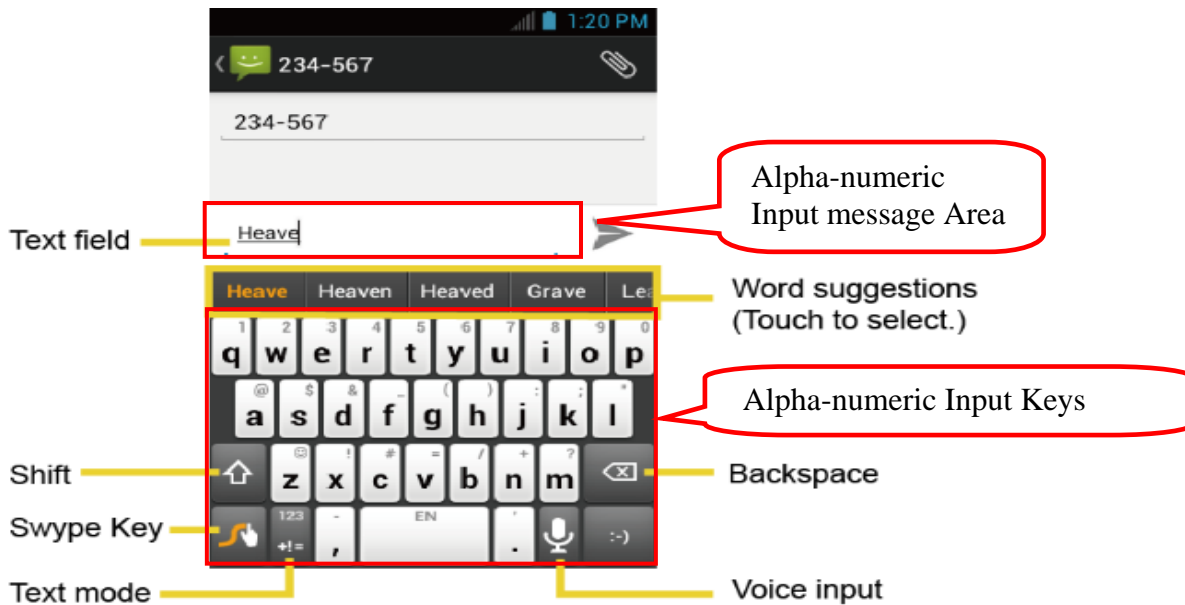 1:20 PM
234-567
234-567
Alpha-numeric
Input message Area
Text field
Heave
Heave Heaven Heaved Grave Lea
Word suggestions
(Touch to select.)
1 2 3 4 5 6 7 8 9 0
q w e r t y u i o p
@ $ & _ ( ) : ; "
a s d f g h j k l
Alpha-numeric Input Keys
! # = / + ?
z x c v b n m
Shift
Backspace
Swype Key
123 - EN '
+!= , . :-)
Text mode
Voice input